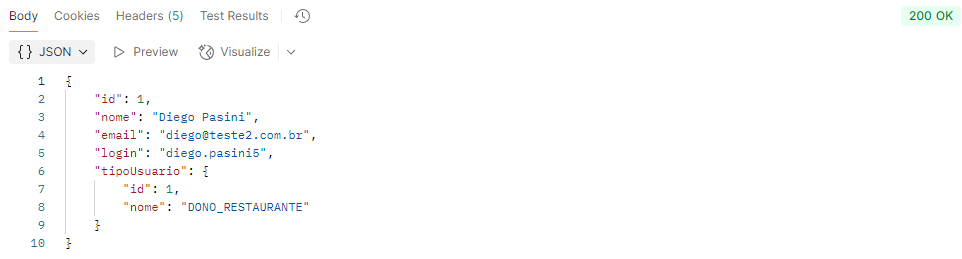 Body Cookies Headers (5) Test Results 200 OK
{} JSON Preview Visualize
1 {
2 "id": 1,
3 "nome": "Diego Pasini",
4 "email": "diego@teste2.com.br",
5 "login": "diego.pasini5",
6 "tipoUsuario": {
7 "id": 1,
8 "nome": "DONO_RESTAURANTE"
9 }
10 }